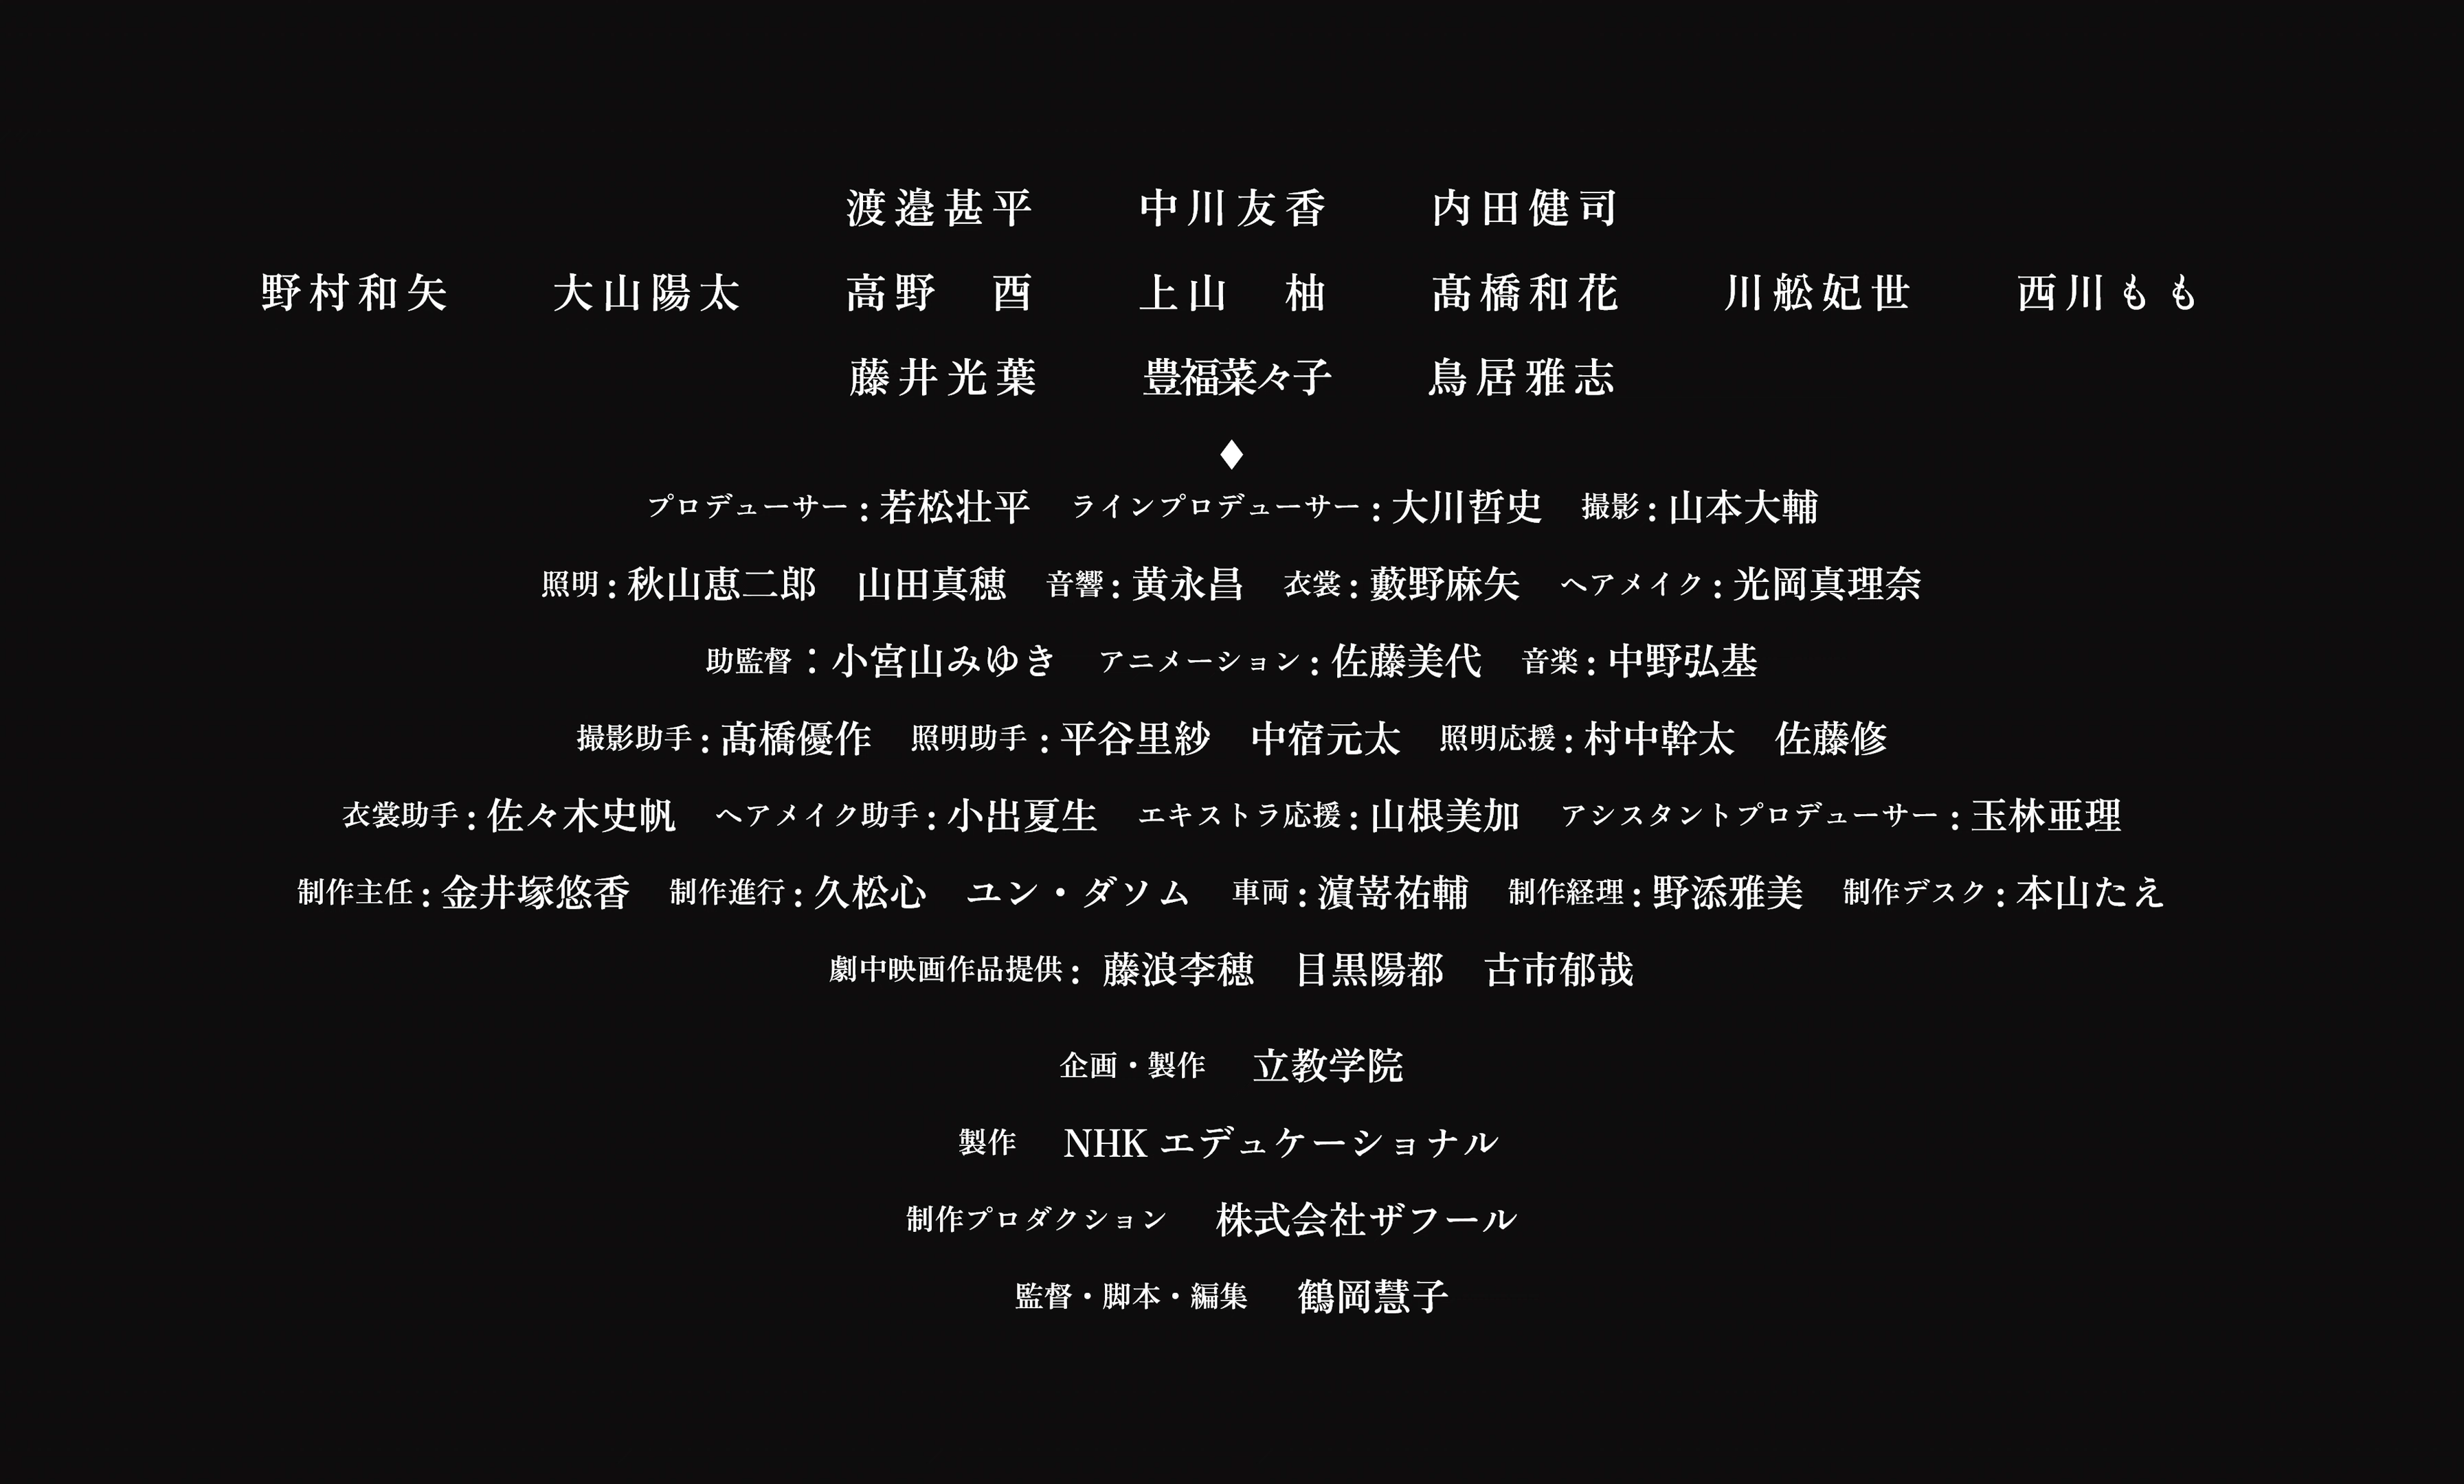 渡邉甚平　中川友香　内田健司
野村和矢　大山陽太　高野　酉　上山　柚　髙橋和花　川舩妃世　西川もも
藤井光葉　豊福菜々子　鳥居雅志
♦
プロデューサー：若松壮平　ラインプロデューサー：大川哲史　撮影：山本大輔
照明：秋山恵二郎　山田真穂　音響：黄永昌　衣裳：藪野麻矢　ヘアメイク：光岡真理奈
助監督：小宮山みゆき　アニメーション：佐藤美代　音楽：中野弘基
撮影助手：髙橋優作　照明助手：平谷里紗　中宿元太　照明応援：村中幹太　佐藤修
衣裳助手：佐々木史帆　ヘアメイク助手：小出夏生　エキストラ応援：山根美加　アシスタントプロデューサー：玉林亜理
制作主任：金井塚悠香　制作進行：久松心　ユン・ダソム　車両：濵嵜祐輔　制作経理：野添雅美　制作デスク：本山たえ
劇中映画作品提供：藤浪李穂　目黒陽都　古市郁哉
企画・製作　立教学院
製作　NHK エデュケーショナル
制作プロダクション　株式会社ザフール
監督・脚本・編集　鶴岡慧子